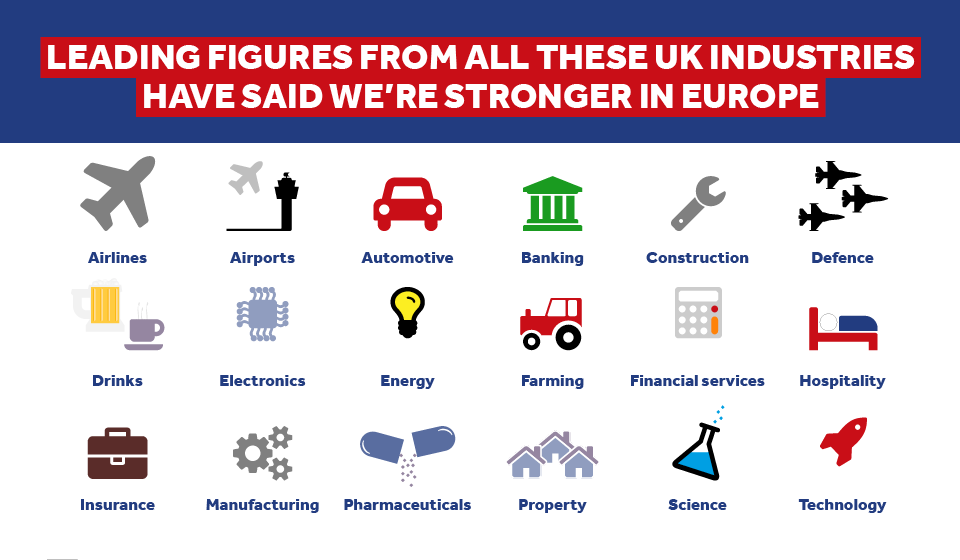 LEADING FIGURES FROM ALL THESE UK INDUSTRIES
HAVE SAID WE'RE STRONGER IN EUROPE
Airlines
Airports
Automotive
Banking
Construction
Defence
Drinks
Electronics
Energy
Farming
Financial services
Hospitality
Insurance
Manufacturing
Pharmaceuticals
Property
Science
Technology